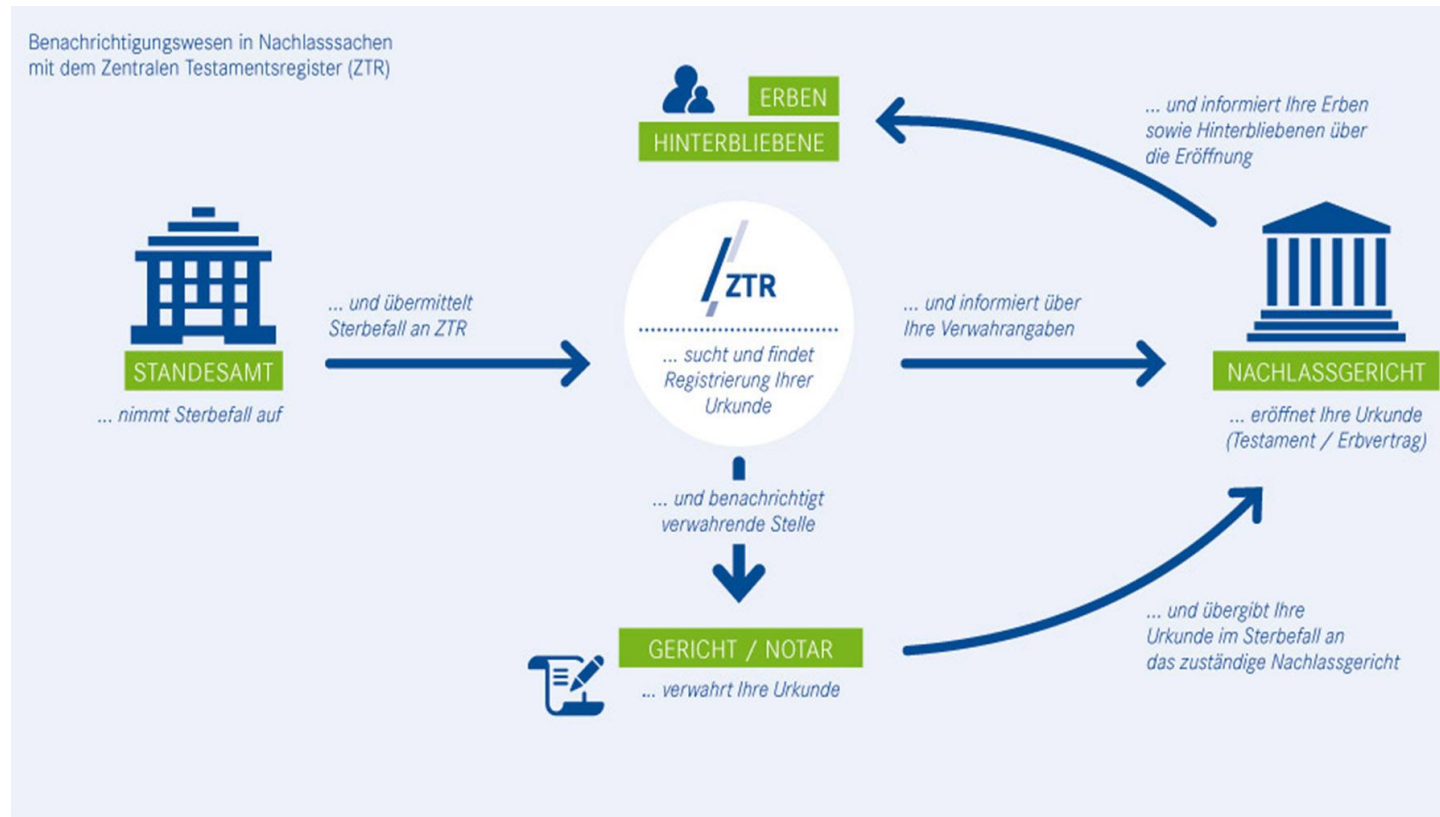 Benachrichtigungswesen in Nachlasssachen
mit dem Zentralen Testamentsregister (ZTR)
ERBEN
HINTERBLIEBENE
... und informiert Ihre Erben
sowie Hinterbliebenen über
die Eröffnung
STANDESAMT
... nimmt Sterbefall auf
... und übermittelt
Sterbefall an ZTR
ZTR
... sucht und findet
Registrierung Ihrer
Urkunde
... und informiert über
Ihre Verwahrangaben
NACHLASSGERICHT
... eröffnet Ihre Urkunde
(Testament / Erbvertrag)
... und benachrichtigt
verwahrende Stelle
GERICHT / NOTAR
... verwahrt Ihre Urkunde
... und übergibt Ihre
Urkunde im Sterbefall an
das zuständige Nachlassgericht